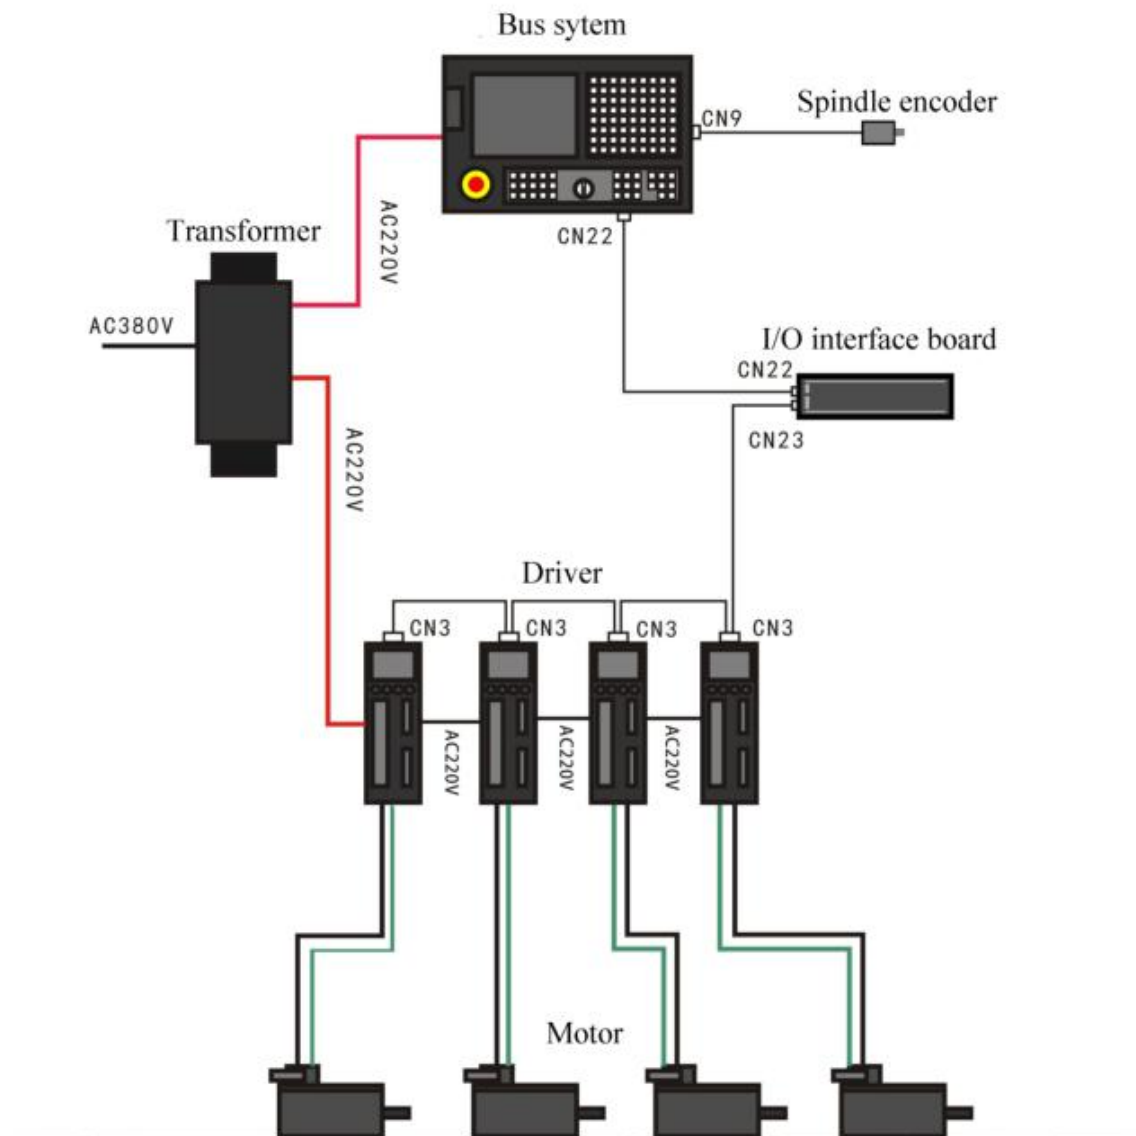 Bus sytem
Spindle encoder
CN9
AC220V
Transformer
CN22
AC380V
I/O interface board
CN22
CN23
AC220V
Driver
CN3
CN3
CN3
CN3
AC220V
AC220V
AC220V
Motor